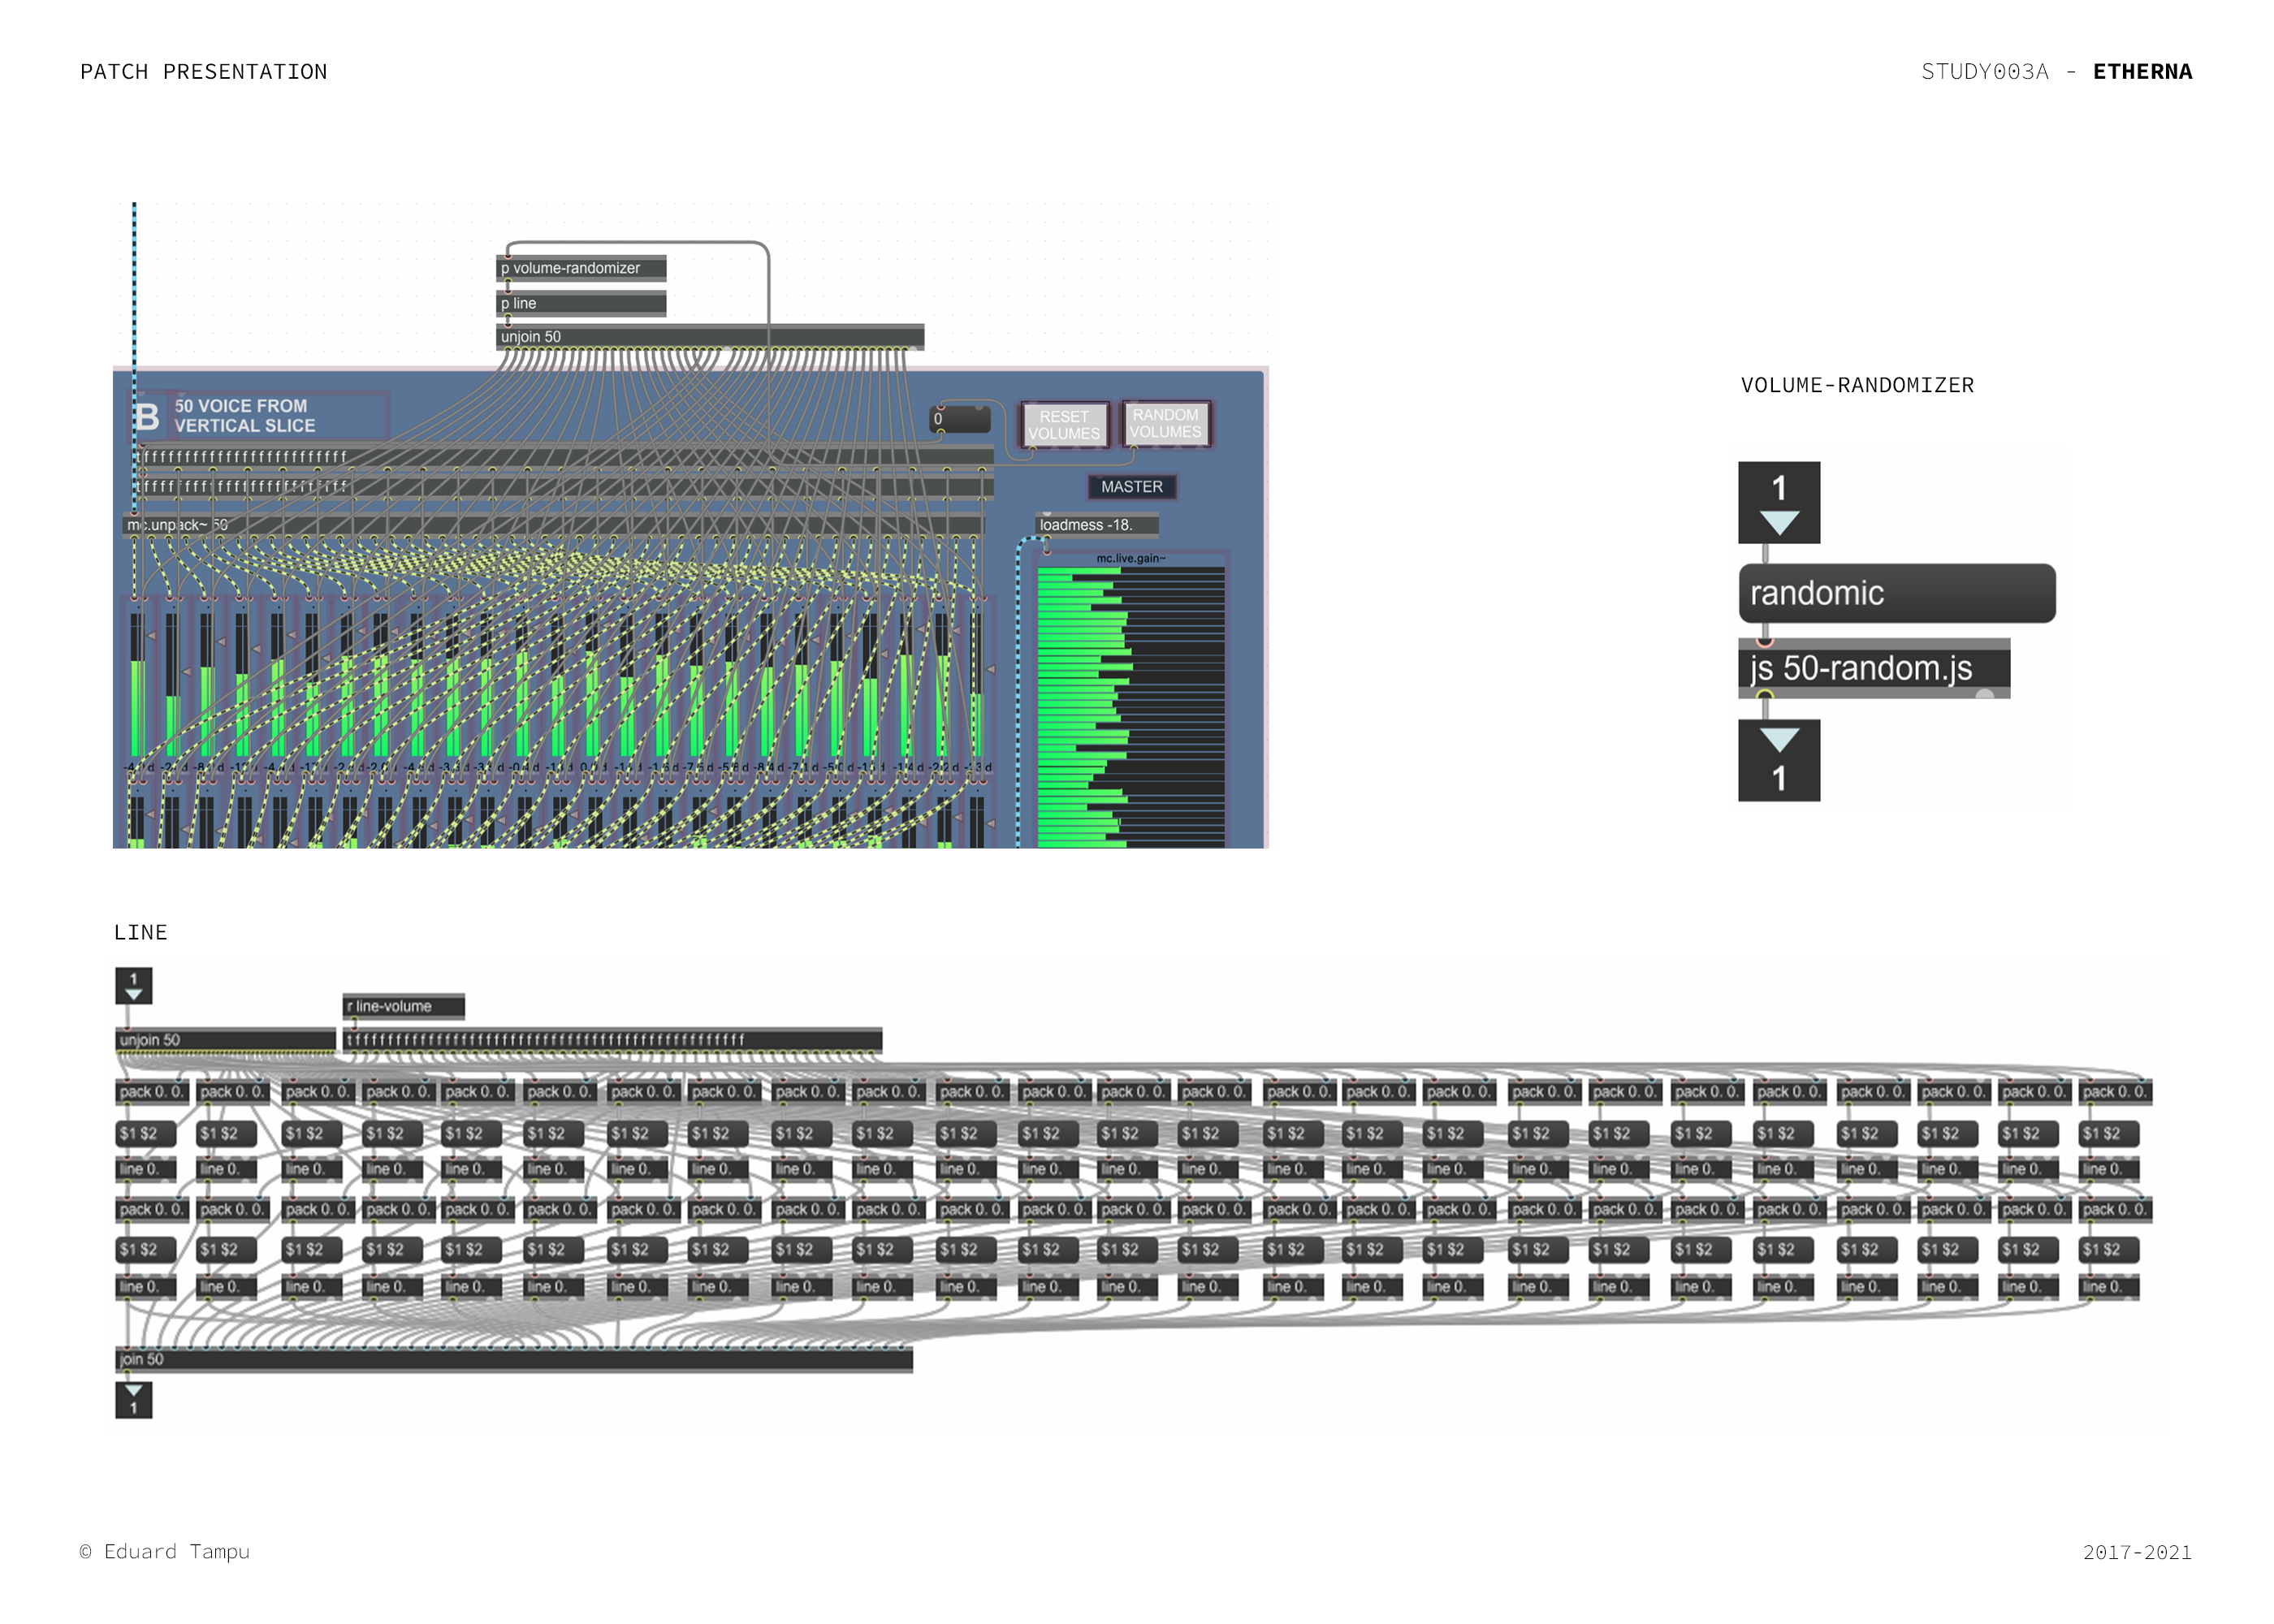 PATCH PRESENTATION
STUDY003A - ETHERNA
p volume-randomizer
p line
unjoin 50
B
50 VOICE FROM
VERTICAL SLICE
0
RESET
VOLUMES
RANDOM
VOLUMES
MASTER
mc.unpack~ 50
loadmess -18.
mc.live.gain~
VOLUME-RANDOMIZER
1
randomic
js 50-random.js
1
LINE
1
r line-volume
unjoin 50
pack 0. 0. pack 0. 0. pack 0. 0. pack 0. 0. pack 0. 0. pack 0. 0. pack 0. 0. pack 0. 0. pack 0. 0. pack 0. 0. pack 0. 0. pack 0. 0. pack 0. 0. pack 0. 0. pack 0. 0. pack 0. 0. pack 0. 0. pack 0. 0. pack 0. 0. pack 0. 0. pack 0. 0. pack 0. 0. pack 0. 0. pack 0. 0. pack 0. 0.
$1 $2 $1 $2 $1 $2 $1 $2 $1 $2 $1 $2 $1 $2 $1 $2 $1 $2 $1 $2 $1 $2 $1 $2 $1 $2 $1 $2 $1 $2 $1 $2 $1 $2 $1 $2 $1 $2 $1 $2 $1 $2 $1 $2 $1 $2 $1 $2 $1 $2
line 0. line 0. line 0. line 0. line 0. line 0. line 0. line 0. line 0. line 0. line 0. line 0. line 0. line 0. line 0. line 0. line 0. line 0. line 0. line 0. line 0. line 0. line 0. line 0. line 0.
pack 0. 0. pack 0. 0. pack 0. 0. pack 0. 0. pack 0. 0. pack 0. 0. pack 0. 0. pack 0. 0. pack 0. 0. pack 0. 0. pack 0. 0. pack 0. 0. pack 0. 0. pack 0. 0. pack 0. 0. pack 0. 0. pack 0. 0. pack 0. 0. pack 0. 0. pack 0. 0. pack 0. 0. pack 0. 0. pack 0. 0. pack 0. 0. pack 0. 0.
$1 $2 $1 $2 $1 $2 $1 $2 $1 $2 $1 $2 $1 $2 $1 $2 $1 $2 $1 $2 $1 $2 $1 $2 $1 $2 $1 $2 $1 $2 $1 $2 $1 $2 $1 $2 $1 $2 $1 $2 $1 $2 $1 $2 $1 $2 $1 $2 $1 $2
line 0. line 0. line 0. line 0. line 0. line 0. line 0. line 0. line 0. line 0. line 0. line 0. line 0. line 0. line 0. line 0. line 0. line 0. line 0. line 0. line 0. line 0. line 0. line 0. line 0.
join 50
1
© Eduard Tampu
2017-2021